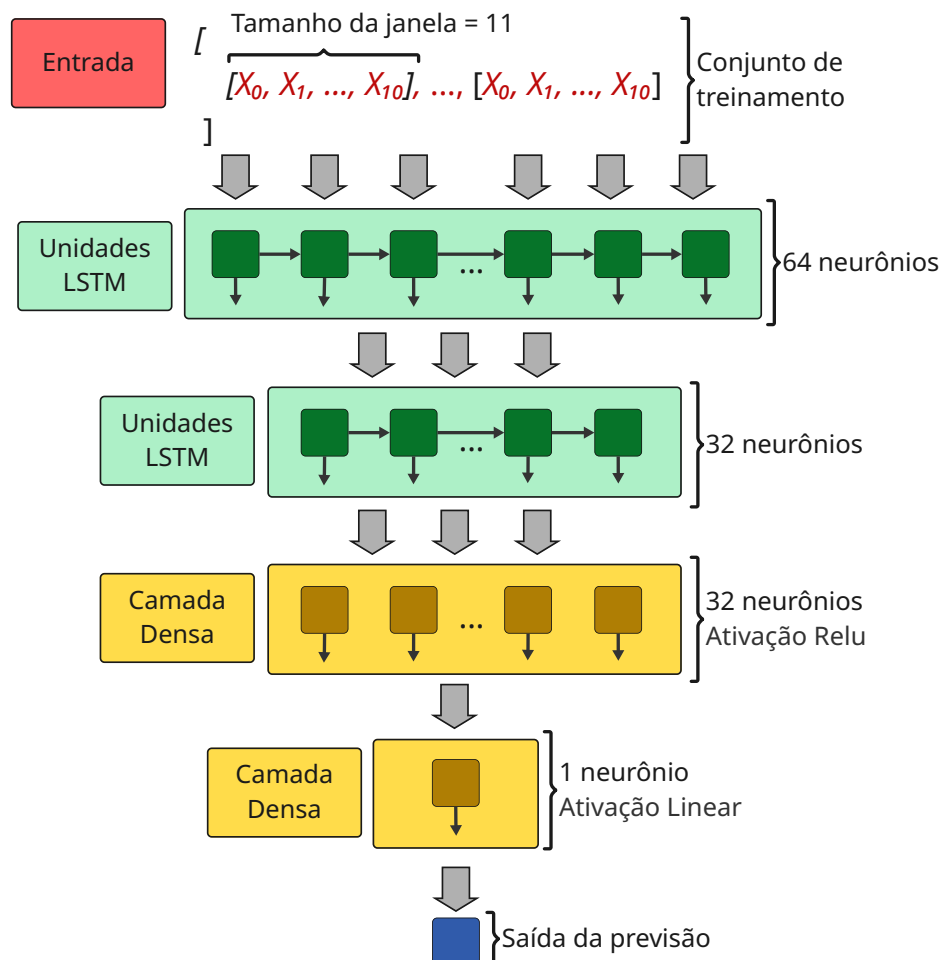 Tamanho da janela = 11
Entrada
[
[X₀, X₁, ..., X₁₀], ..., [X₀, X₁, ..., X₁₀]
]
Conjunto de
treinamento
Unidades
LSTM
...
64 neurônios
Unidades
LSTM
...
32 neurônios
Camada
Densa
...
32 neurônios
Ativação Relu
Camada
Densa
1 neurônio
Ativação Linear
Saída da previsão